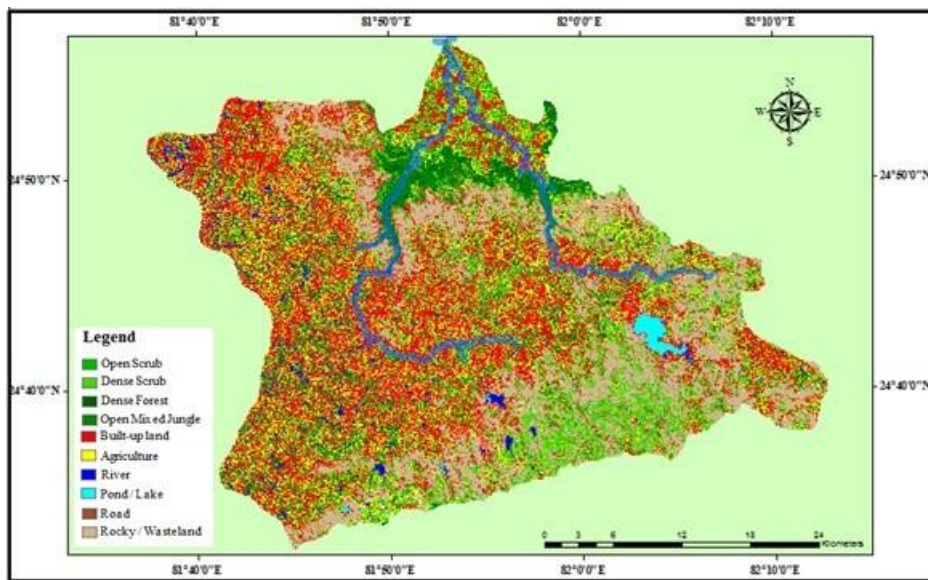 81°40'0"E 81°50'0"E 82°0'0"E 82°10'0"E
N
W E
S
24°50'0"N 24°50'0"N
Legend
Open Scrub
Dense Scrub
Dense Forest
Open Mixed Jungle
Built-up land
Agriculture
River
Pond / Lake
Road
Rocky / Wasteland
24°40'0"N 24°40'0"N
0 3 6 12 18 24
Kilometers
81°40'0"E 81°50'0"E 82°0'0"E 82°10'0"E